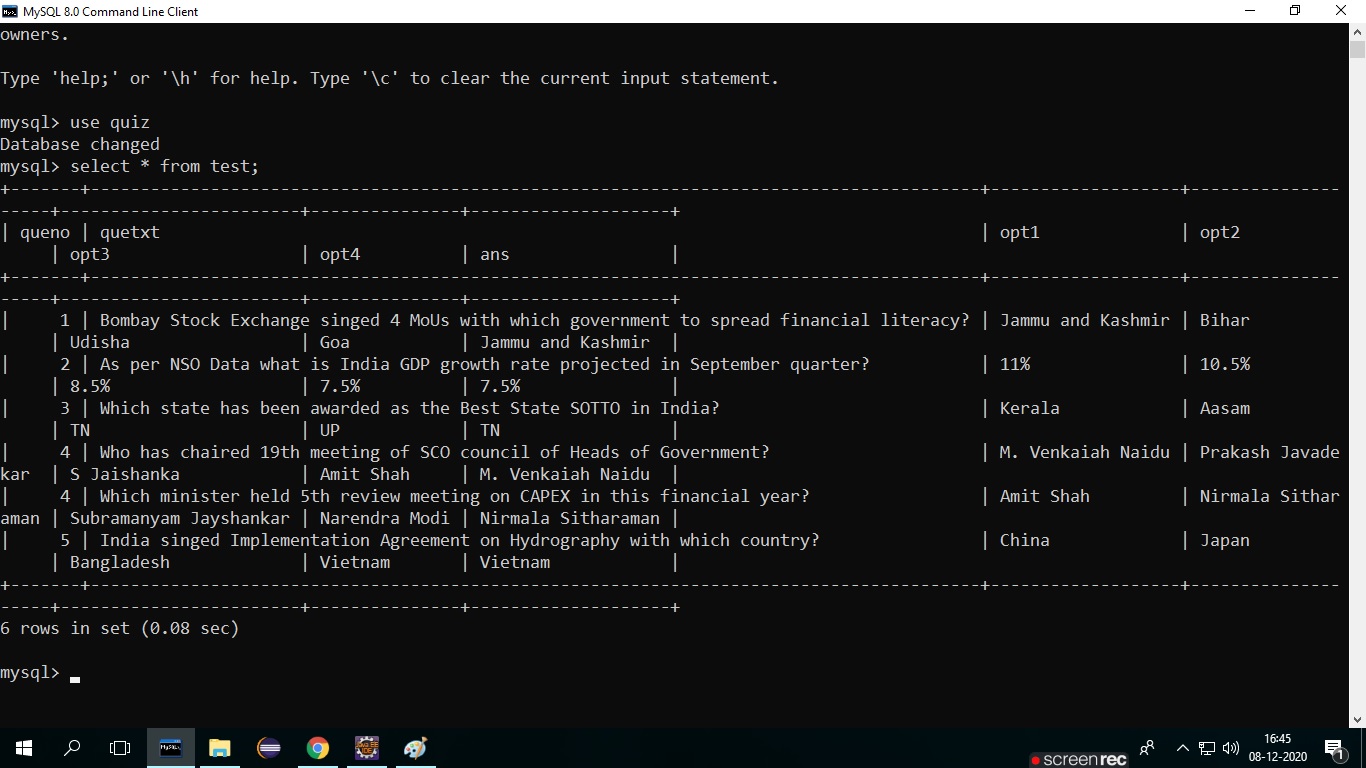 MySQL 8.0 Command Line Client
owners.
Type 'help;' or '\h' for help. Type '\c' to clear the current input statement.
mysql> use quiz
Database changed
mysql> select * from test;
+-------+-----------------------------------------------------------------------------------------+-------------------+---------------
-----+------------------------+---------------+--------------------+
| queno | quetxt | opt1 | opt2
| opt3 | opt4 | ans |
+-------+-----------------------------------------------------------------------------------------+-------------------+---------------
-----+------------------------+---------------+--------------------+
| 1 | Bombay Stock Exchange singed 4 MoUs with which government to spread financial literacy? | Jammu and Kashmir | Bihar
| Udisha | Goa | Jammu and Kashmir |
| 2 | As per NSO Data what is India GDP growth rate projected in September quarter? | 11% | 10.5%
| 8.5% | 7.5% | 7.5% |
| 3 | Which state has been awarded as the Best State SOTTO in India? | Kerala | Aasam
| TN | UP | TN |
| 4 | Who has chaired 19th meeting of SCO council of Heads of Government? | M. Venkaiah Naidu | Prakash Javade
kar | S Jaishanka | Amit Shah | M. Venkaiah Naidu |
| 4 | Which minister held 5th review meeting on CAPEX in this financial year? | Amit Shah | Nirmala Sithar
aman | Subramanyam Jayshankar | Narendra Modi | Nirmala Sitharaman |
| 5 | India singed Implementation Agreement on Hydrography with which country? | China | Japan
| Bangladesh | Vietnam | Vietnam |
+-------+-----------------------------------------------------------------------------------------+-------------------+---------------
-----+------------------------+---------------+--------------------+
6 rows in set (0.08 sec)
mysql>
MySQL
JAVA EE
IDE
screenrec
16:45
08-12-2020
1